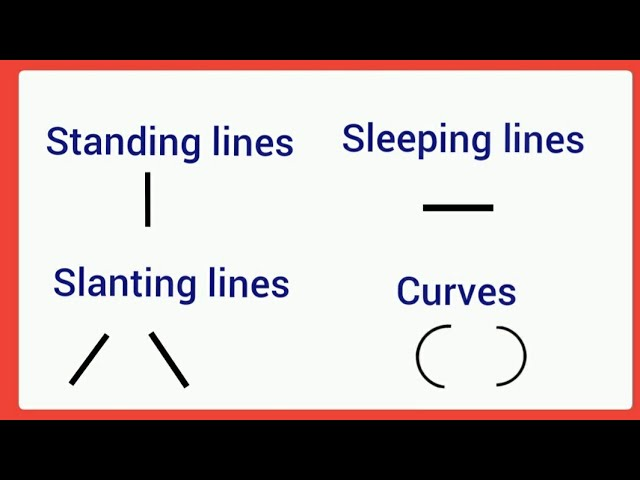 Standing lines
Sleeping lines
Slanting lines
Curves